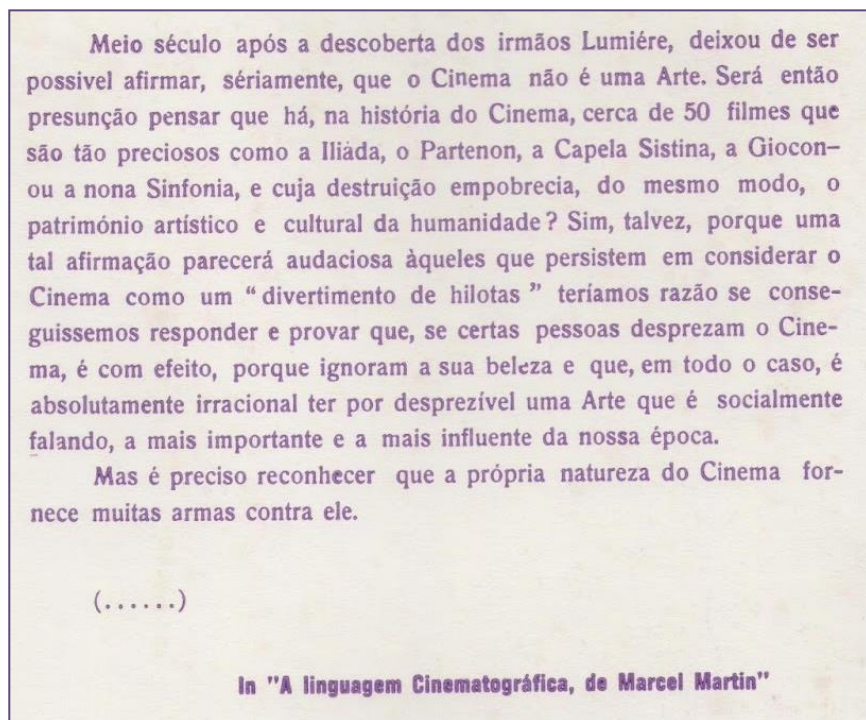 Meio século após a descoberta dos irmãos Lumiére, deixou de ser
possivel afirmar, sériamente, que o Cinema não é uma Arte. Será então
presunção pensar que há, na história do Cinema, cerca de 50 filmes que
são tão preciosos como a Iliáda, o Partenon, a Capela Sistina, a Giocon-
ou a nona Sinfonia, e cuja destruição empobrecia, do mesmo modo, o
património artístico e cultural da humanidade? Sim, talvez, porque uma
tal afirmação parecerá audaciosa àqueles que persistem em considerar o
Cinema como um "divertimento de hilotas" teríamos razão se conse-
guissemos responder e provar que, se certas pessoas desprezam o Cine-
ma, é com efeito, porque ignoram a sua beleza e que, em todo o caso, é
absolutamente irracional ter por desprezível uma Arte que é socialmente
falando, a mais importante e a mais influente da nossa época.
Mas é preciso reconhecer que a própria natureza do Cinema for-
nece muitas armas contra ele.
(......)
In "A linguagem Cinematográfica, de Marcel Martin"